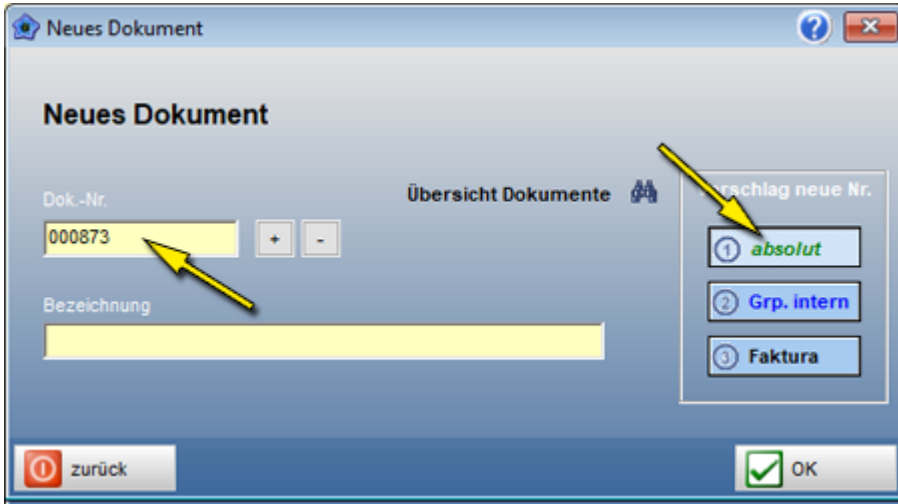 Neues Dokument
Neues Dokument
Dok.-Nr.
Übersicht Dokumente
000873
+
-
Bezeichnung
schlag neue Nr.
1 absolut
2 Grp. intern
3 Faktura
zurück
OK